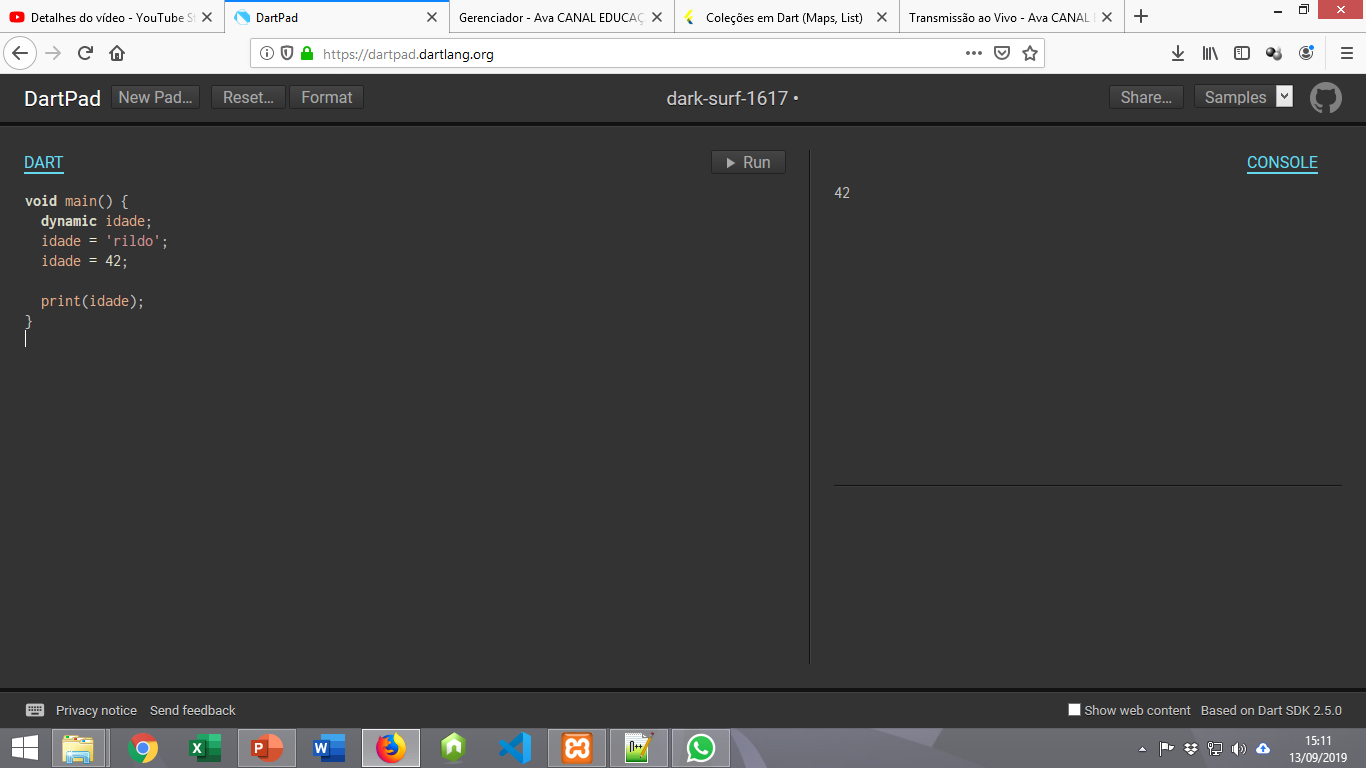 Detalhes do vídeo - YouTube St
DartPad
Gerenciador - Ava CANAL EDUCAÇ
Coleções em Dart (Maps, List)
Transmissão ao Vivo - Ava CANAL E
https://dartpad.dartlang.org
DartPad New Pad... Reset... Format dark-surf-1617 • Share... Samples
DART Run CONSOLE
void main() {
dynamic idade;
idade = 'rildo';
idade = 42;
print(idade);
}
42
Privacy notice Send feedback Show web content Based on Dart SDK 2.5.0
15:11
13/09/2019